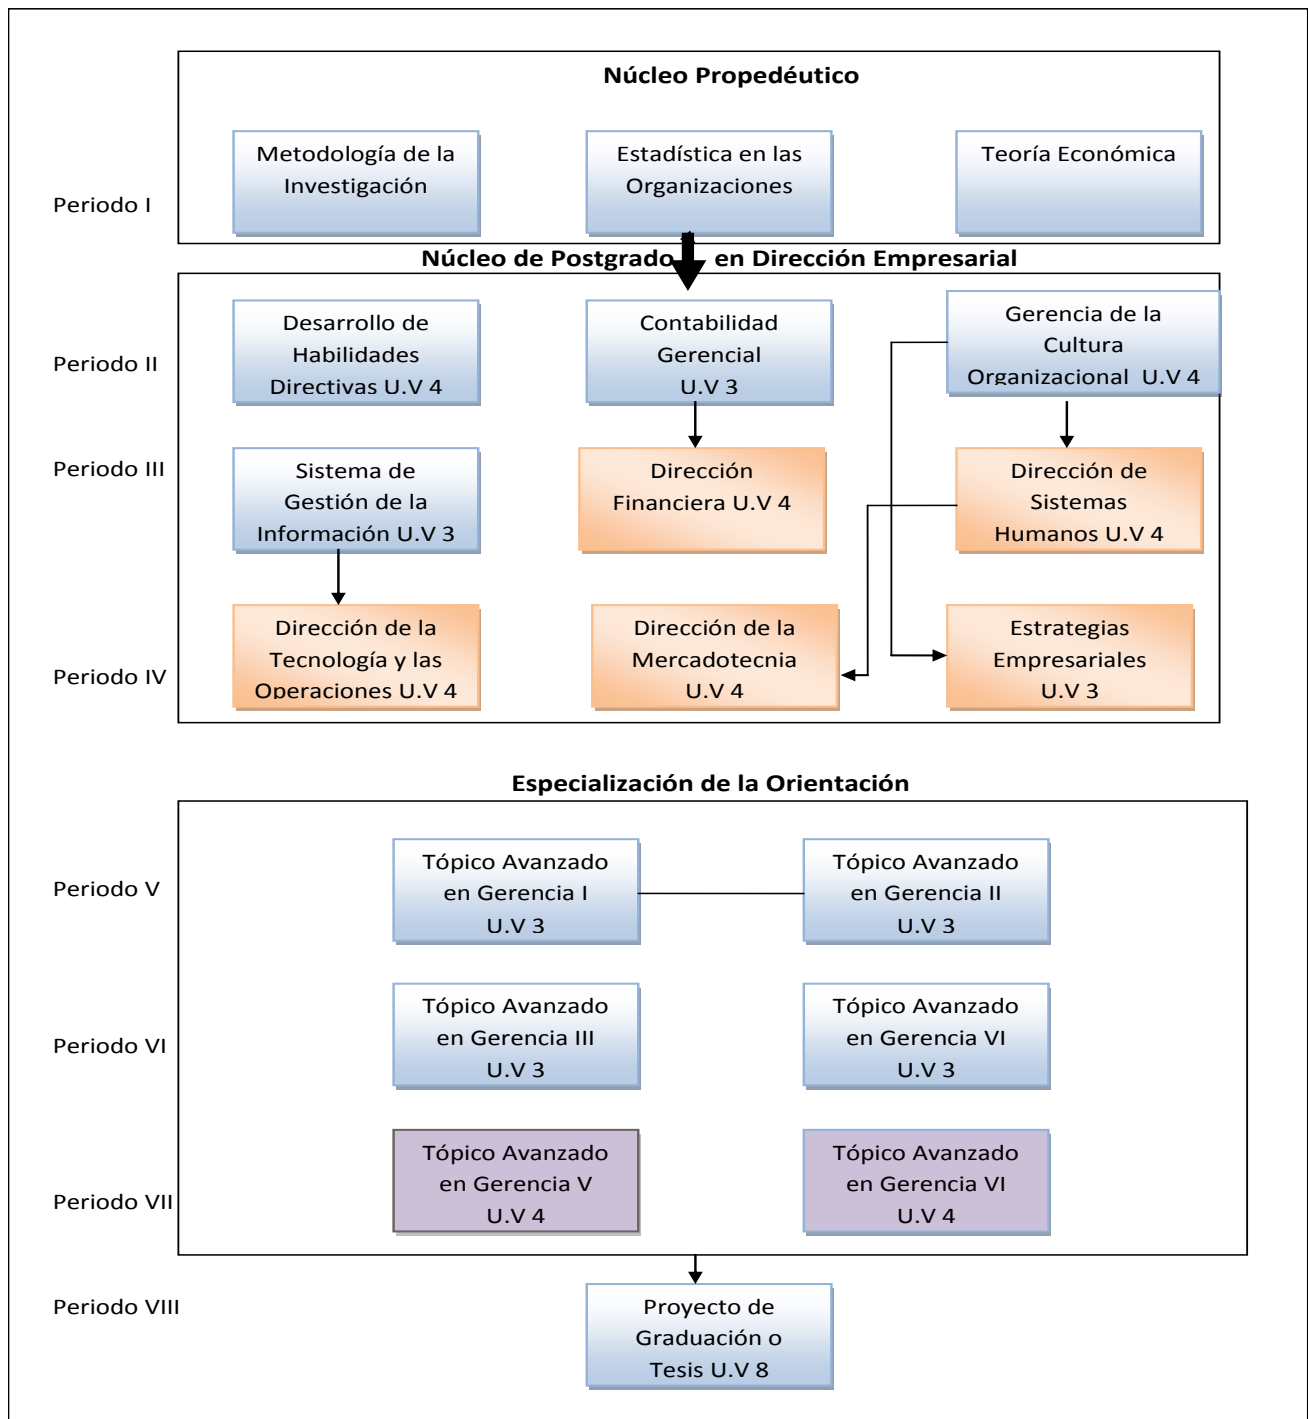 Núcleo Propedéutico
Metodología de la
Investigación
Estadística en las
Organizaciones
Teoría Económica
Periodo I
Núcleo de Postgrado en Dirección Empresarial
Periodo II
Desarrollo de
Habilidades
Directivas U.V 4
Contabilidad
Gerencial
U.V 3
Gerencia de la
Cultura
Organizacional U.V 4
Periodo III
Sistema de
Gestión de la
Información U.V 3
Dirección
Financiera U.V 4
Dirección de
Sistemas
Humanos U.V 4
Periodo IV
Dirección de la
Tecnología y las
Operaciones U.V 4
Dirección de la
Mercadotecnia
U.V 4
Estrategias
Empresariales
U.V 3
Especialización de la Orientación
Periodo V
Tópico Avanzado
en Gerencia I
U.V 3
Tópico Avanzado
en Gerencia II
U.V 3
Periodo VI
Tópico Avanzado
en Gerencia III
U.V 3
Tópico Avanzado
en Gerencia VI
U.V 3
Periodo VII
Tópico Avanzado
en Gerencia V
U.V 4
Tópico Avanzado
en Gerencia VI
U.V 4
Periodo VIII
Proyecto de
Graduación o
Tesis U.V 8